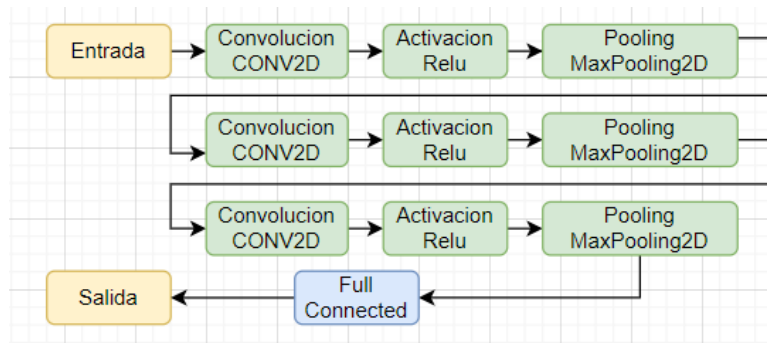 Entrada
Convolucion
CONV2D
Activacion
Relu
Pooling
MaxPooling2D
Convolucion
CONV2D
Activacion
Relu
Pooling
MaxPooling2D
Convolucion
CONV2D
Activacion
Relu
Pooling
MaxPooling2D
Salida
Full
Connected